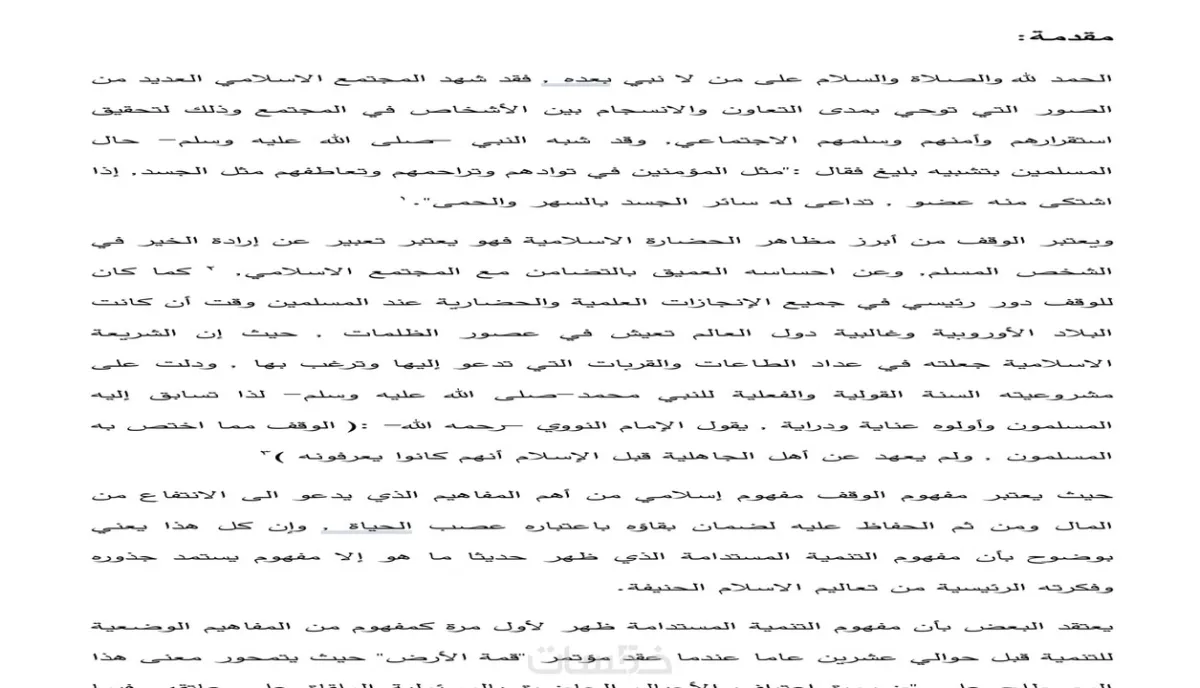 مقدمة:
الحمد لله والصلاة والسلام على من لا نبي بعده . فقد شهد المجتمع الاسلامي العديد من
الصور التي توحي بمدى التعاون والانسجام بين الأشخاص في المجتمع وذلك لتحقيق
استقرارهم وأمنهم وسلمهم الاجتماعي. وقد شبه النبي –صلى الله عليه وسلم– حال
المسلمين بتشبيه بليغ فقال :"مثل المؤمنين في توادهم وتراحمهم وتعاطفهم مثل الجسد. إذا
اشتكى منه عضو . تداعى له سائر الجسد بالسهر والحمى".١
ويعتبر الوقف من أبرز مظاهر الحضارة الاسلامية فهو يعتبر تعبير عن إرادة الخير في
الشخص المسلم. وعن احساسه العميق بالتضامن مع المجتمع الاسلامي. ٢ كما كان
للوقف دور رئيسي في جميع الإنجازات العلمية والحضارية عند المسلمين وقت أن كانت
البلاد الأوروبية وغالبية دول العالم تعيش في عصور الظلمات . حيث إن الشريعة
الاسلامية جعلته في عداد الطاعات والقربات التي تدعو إليها وترغب بها . ودلت على
مشروعيته السنة القولية والفعلية للنبي محمد–صلى الله عليه وسلم– لذا تسابق إليه
المسلمون وأولوه عناية ودراية . يقول الإمام النووي –رحمه الله– :( الوقف مما اختص به
المسلمون . ولم يعهد عن أهل الجاهلية قبل الإسلام أنهم كانوا يعرفونه )٣
حيث يعتبر مفهوم الوقف مفهوم إسلامي من أهم المفاهيم الذي يدعو الى الانتفاع من
المال ومن ثم الحفاظ عليه لضمان بقاؤه باعتباره عصب الحياة . وإن كل هذا يعني
بوضوح بأن مفهوم التنمية المستدامة الذي ظهر حديثا ما هو إلا مفهوم يستمد جذوره
وفكرته الرئيسية من تعاليم الاسلام الحنيفة.
يعتقد البعض بأن مفهوم التنمية المستدامة ظهر لأول مرة كمفهوم من المفاهيم الوضعية
للتنمية قبل حوالي عشرين عاما عندما عقد مؤتمر "قمة الأرض" حيث يتمحور معنى هذا
خمسات